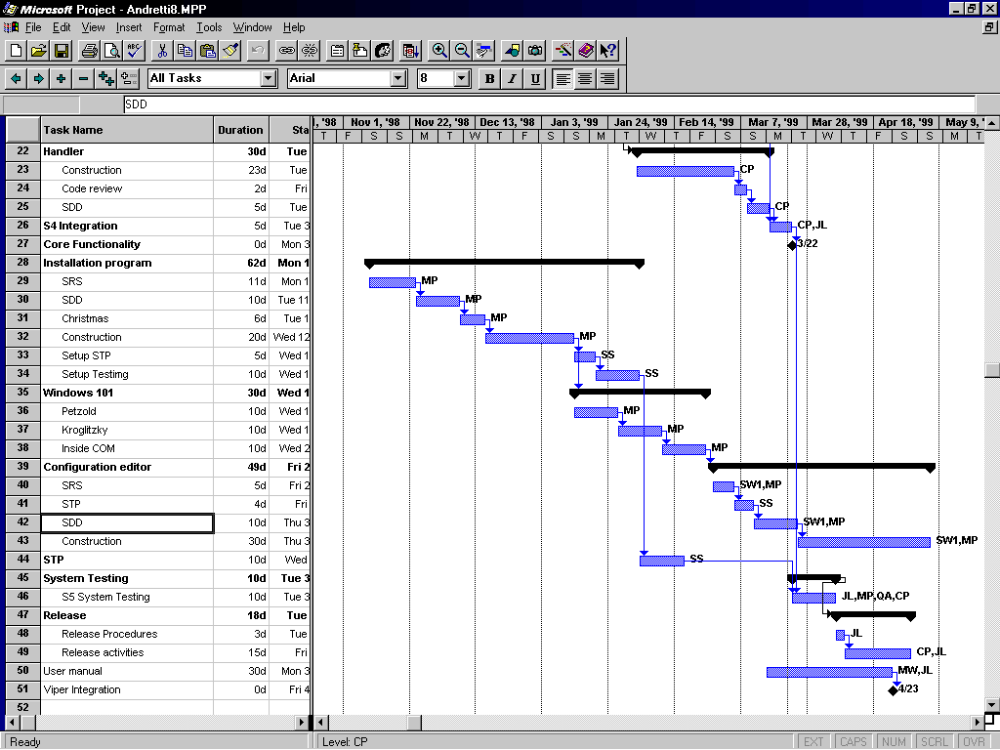 Microsoft Project - Andretti8.MPP
File Edit View Insert Format Tools Window Help
All Tasks Arial 8 B I U
SDD
Task Name Duration Sta
, '98 Nov 1, '98 Nov 22, '98 Dec 13, '98 Jan 3, '99 Jan 24, '99 Feb 14, '99 Mar 7, '99 Mar 28, '99 Apr 18, '99 May 9, '
T F S S M T W T F S S M T W T F S S M T W T F S S M T
22 Handler 30d Tue
23 Construction 23d Tue CP
24 Code review 2d Fri
25 SDD 5d Tue CP
26 S4 Integration 5d Tue 3 CP,JL
27 Core Functionality 0d Mon 3 3/22
28 Installation program 62d Mon 1
29 SRS 11d Mon 1 MP
30 SDD 10d Tue 11 MP
31 Christmas 6d Tue 1 MP
32 Construction 20d Wed 12 MP
33 Setup STP 5d Wed 1 SS
34 Setup Testimg 10d Wed 1 SS
35 Windows 101 30d Wed 1
36 Petzold 10d Wed 1 MP
37 Kroglitzky 10d Wed 1 MP
38 Inside COM 10d Wed 2 MP
39 Configuration editor 49d Fri 2
40 SRS 5d Fri 2 SW1,MP
41 STP 4d Fri SS
42 SDD 10d Thu 3 SW1,MP
43 Construction 30d Thu 3 SW1,MP
44 STP 10d Wed SS
45 System Testing 10d Tue 3
46 S5 System Testing 10d Tue 3 JL,MP,QA,CP
47 Release 18d Tue
48 Release Procedures 3d Tue JL
49 Release activities 15d Fri CP,JL
50 User manual 30d Mon 3 MW,JL
51 Viper Integration 0d Fri 4 4/23
52
Ready Level: CP EXT CAPS NUM SCRL OVR